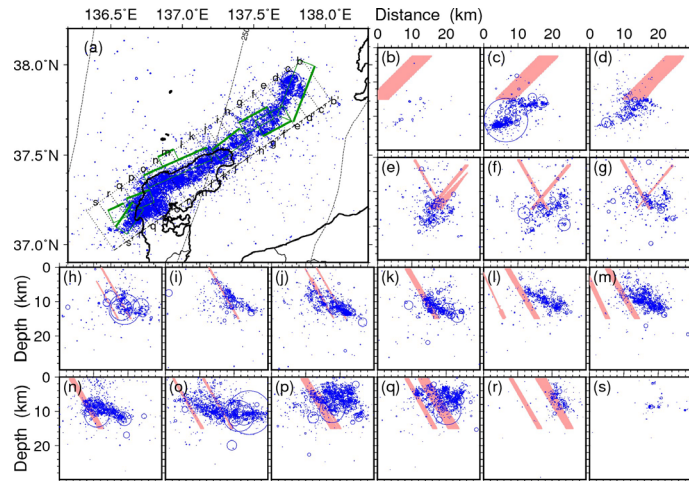 136.5°E 137.0°E 137.5°E 138.0°E
Distance (km)
0 10 20
0 10 20
0 10 20
38.0°N
37.5°N
37.0°N
(a)
(b)
(c)
(d)
(e)
(f)
(g)
0
10
20
Depth (km)
(h)
(i)
(j)
(k)
(l)
(m)
0
10
20
30
Depth (km)
(n)
(o)
(p)
(q)
(r)
(s)